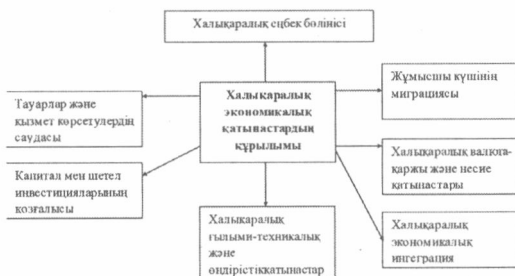 Халықаралық еңбек бөлінісі
Тауарлар және
қызмет көрсетулердің
саудасы
Капитал мен шетел
инвестицияларының
қозғалысы
Халықаралық
экономикалық
қатынастардың
құрылымы
Халықаралық
ғылыми-техникалық
және
өндірістікқатынастар
Жұмысшы күшінің
миграциясы
Халықаралық валюта-
қаржы және несие
қатынастары
Халықаралық
экономикалық
интеграция